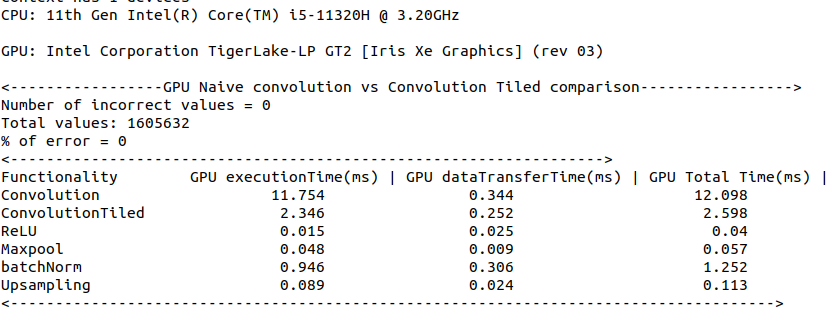 context has 1 devices
CPU: 11th Gen Intel(R) Core(TM) i5-11320H @ 3.20GHz
GPU: Intel Corporation TigerLake-LP GT2 [Iris Xe Graphics] (rev 03)
<-----------------GPU Naive convolution vs Convolution Tiled comparison----------------->
Number of incorrect values = 0
Total values: 1605632
% of error = 0
<------------------------------------------------------------------>
Functionality        GPU executionTime(ms) | GPU dataTransferTime(ms) | GPU Total Time(ms) |
Convolution                   11.754                0.344                    12.098
ConvolutionTiled               2.346                0.252                    2.598
ReLU                           0.015                0.025                      0.04
Maxpool                        0.048                0.009                    0.057
batchNorm                      0.946                0.306                    1.252
Upsampling                     0.089                0.024                    0.113
<------------------------------------------------------------------------------------->